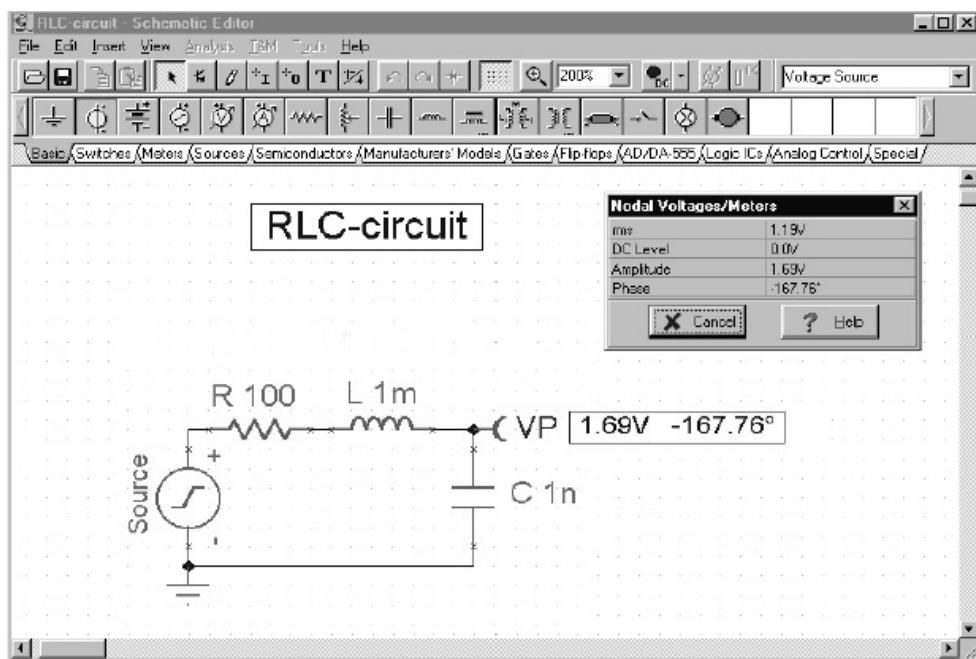 RLC-circuit - Schematic Editor
File Edit Insert View Analysis T&M Tools Help
T 200% DC Voltage Source
Basic Switches Meters Sources Semiconductors Manufacturers' Models Gates Flip-flops AD/DA-555 Logic ICs Analog Control Special
RLC-circuit
Nodal Voltages/Meters
rms 1.19V
DC Level 0.0V
Amplitude 1.69V
Phase -167.76°
Cancel ? Help
R 100 L 1m
VP 1.69V -167.76°
Source
+
-
C 1n